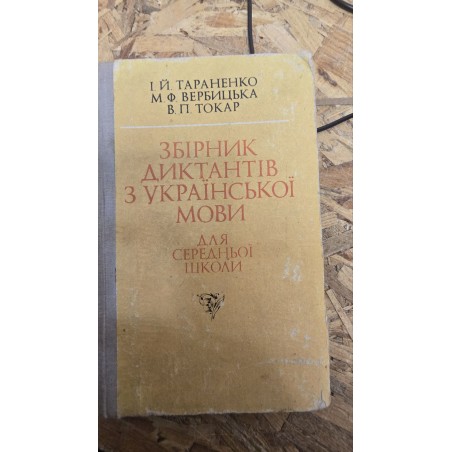 І. Й. ТАРАНЕНКО
М. Ф. ВЕРБИЦЬКА
В. П. ТОКАР
ЗБІРНИК
ДИКТАНТІВ
З УКРАЇНСЬКОЇ
МОВИ
ДЛЯ
СЕРЕДНЬОЇ
ШКОЛИ